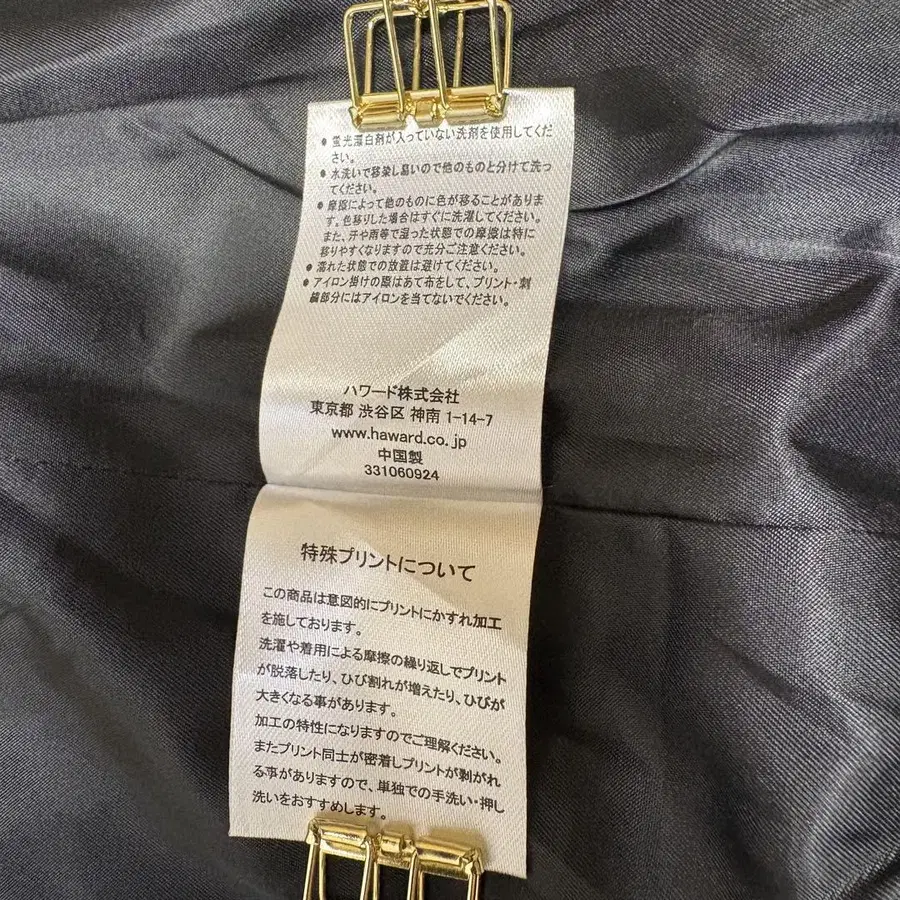 ● 蛍光漂白剤が入っていない洗剤を使用してくだ
さい。
● 水洗いで移染し易いので他のものと分けて洗っ
てください。
● 摩擦によって他のものに色が移ることがありま
す。色移りした場合はすぐに洗濯してください。
また、汗や雨等で湿った状態での摩擦は特に
移りやすくなりますので充分ご注意ください。
● 濡れた状態での放置は避けてください。
● アイロン掛けの際はあて布をして、プリント・刺
繍部分にはアイロンを当てないでください。
ハワード株式会社
東京都 渋谷区 神南 1-14-7
www.haward.co.jp
中国製
331060924
特殊プリントについて
この商品は意図的にプリントにかすれ加工
を施しております。
洗濯や着用による摩擦の繰り返しでプリント
が脱落したり、ひび割れが増えたり、ひびが
大きくなる事があります。
加工の特性になりますのでご理解ください。
またプリント同士が密着しプリントが剥がれ
る事がありますので、単独での手洗い・押し
洗いをおすすめします。